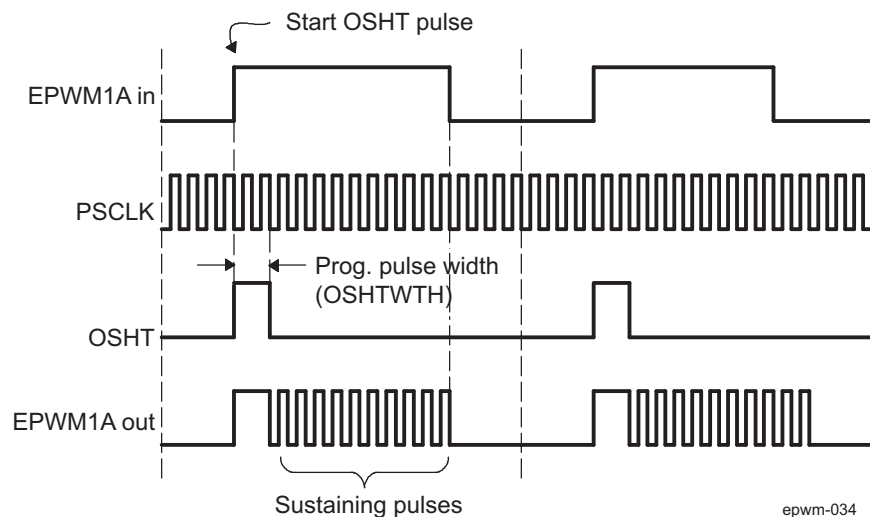 Start OSHT pulse
EPWM1A in
PSCLK
Prog. pulse width
(OSHTWTH)
OSHT
EPWM1A out
Sustaining pulses
epwm-034